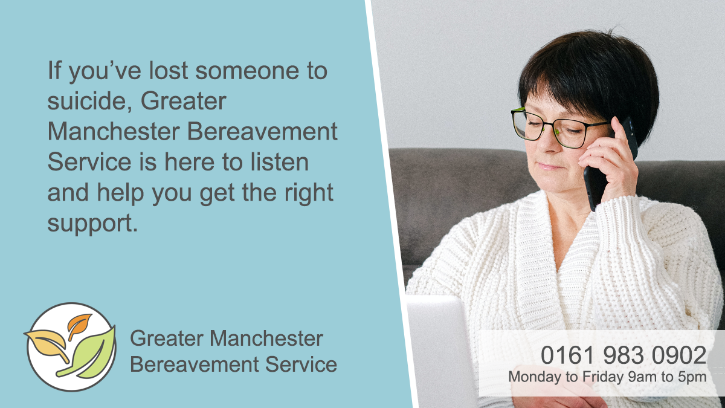 If you’ve lost someone to
suicide, Greater
Manchester Bereavement
Service is here to listen
and help you get the right
support.
Greater Manchester
Bereavement Service
0161 983 0902
Monday to Friday 9am to 5pm